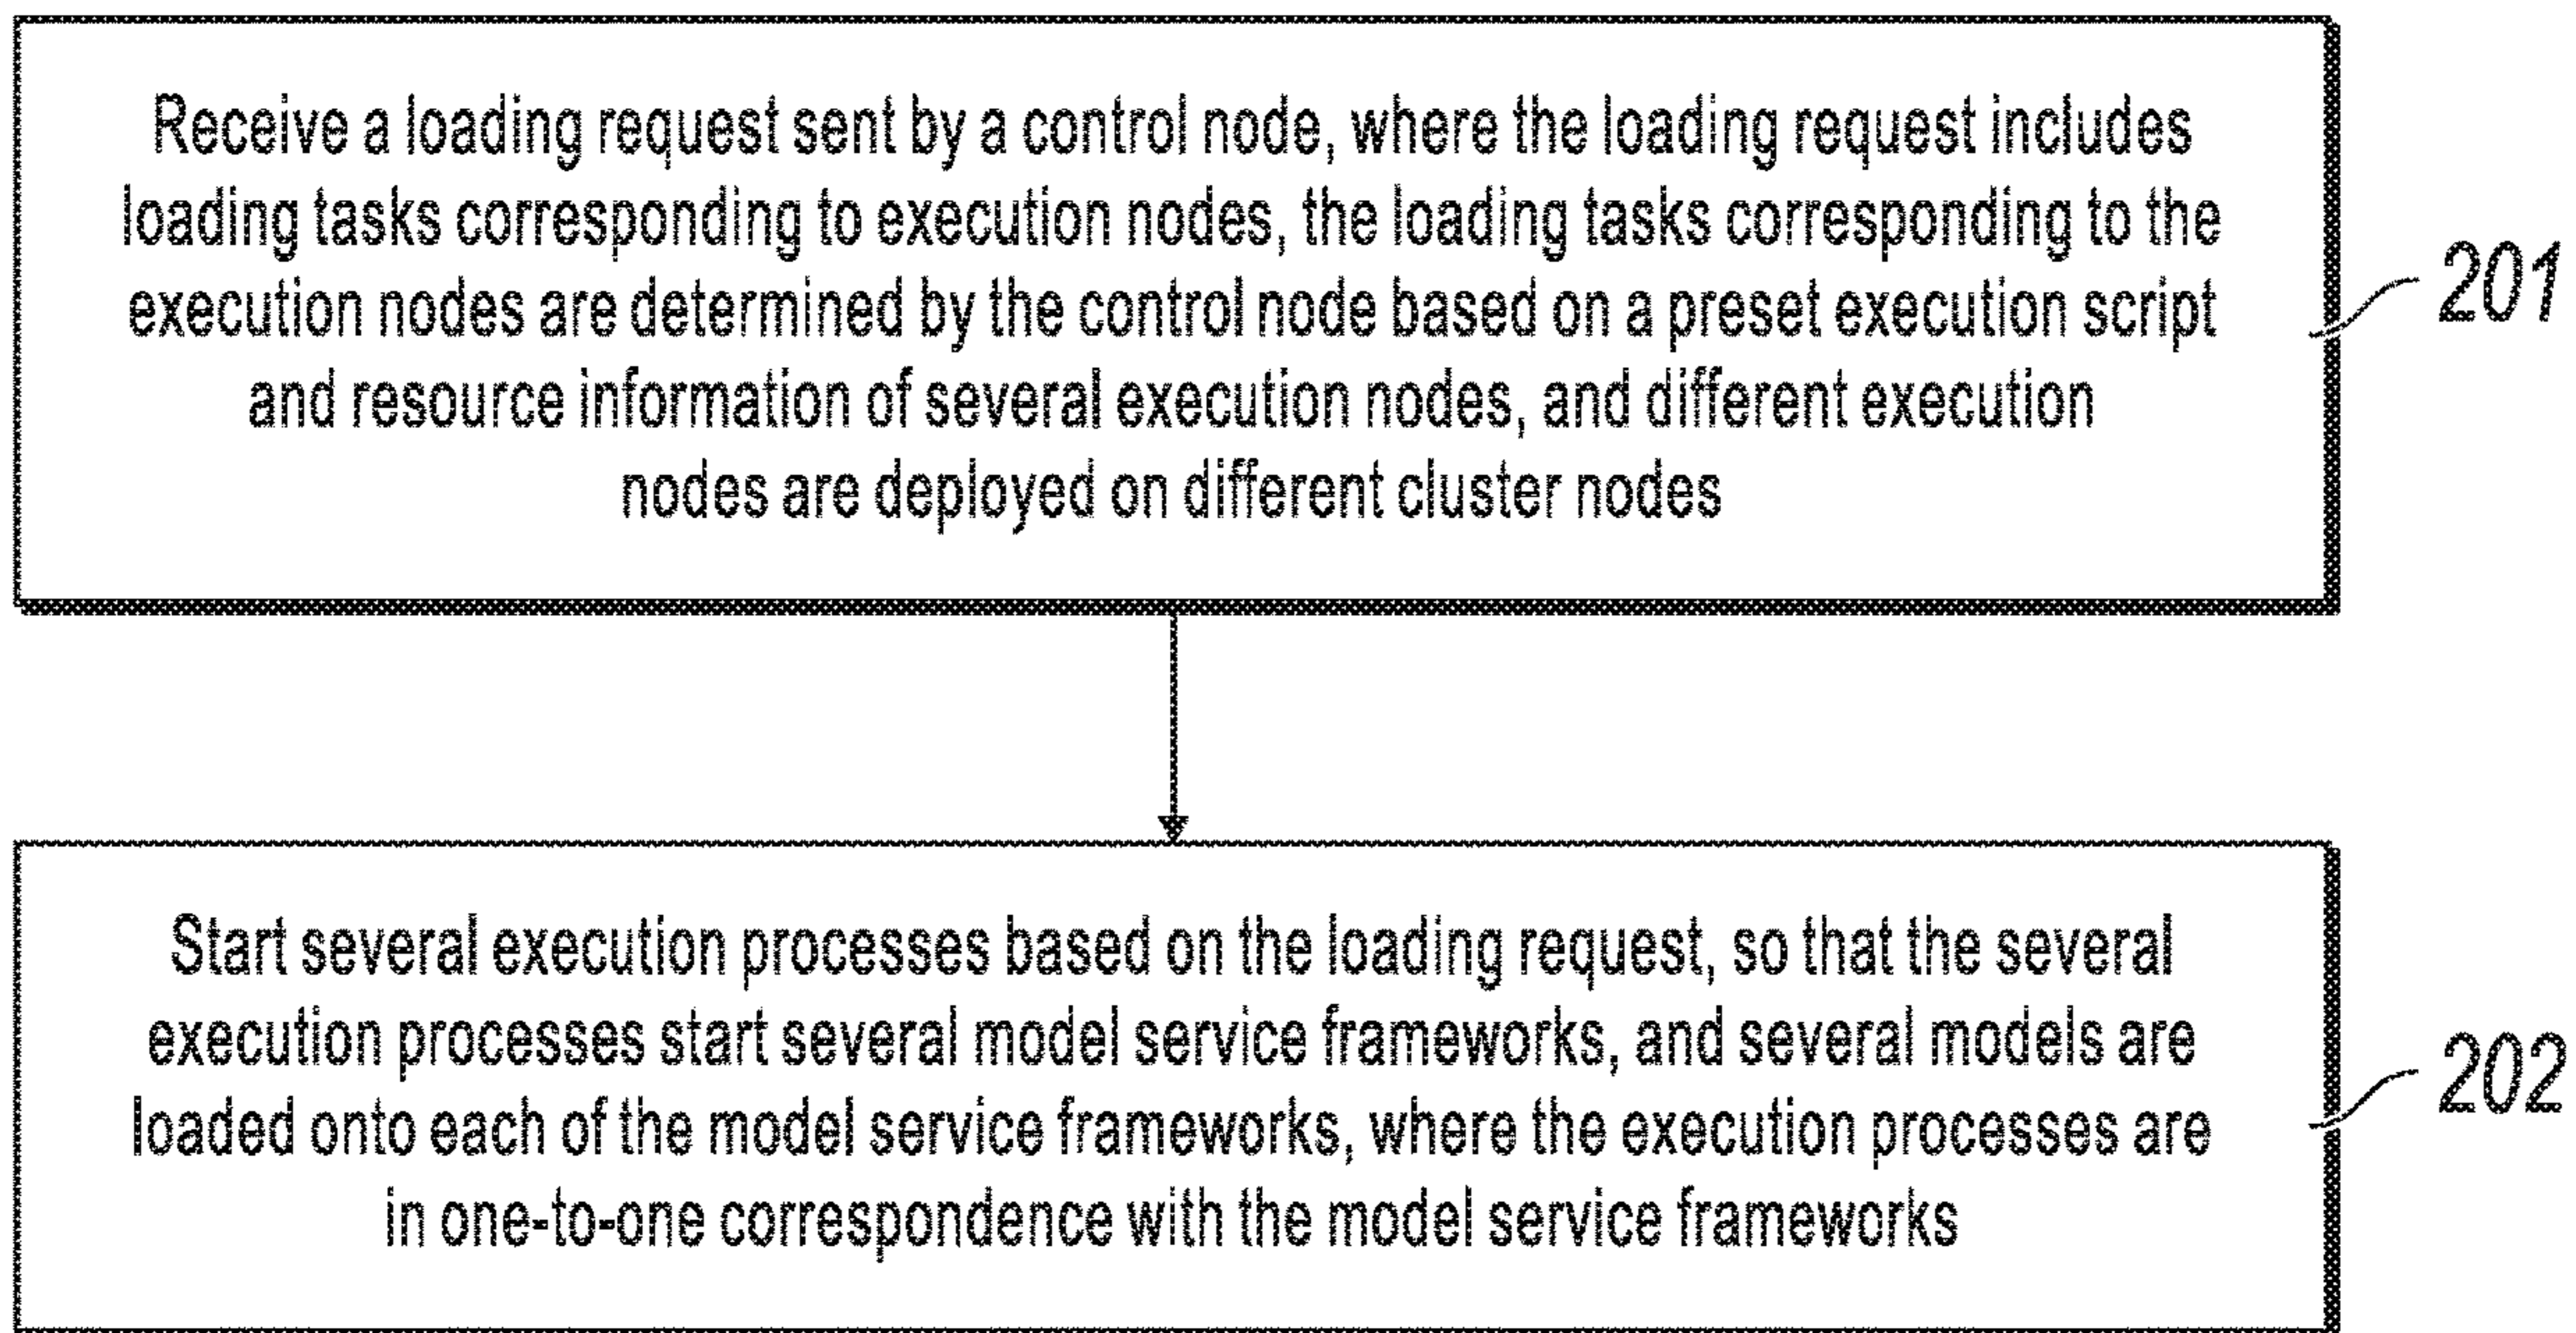 Receive a loading request sent by a control node, where the loading request includes
loading tasks corresponding to execution nodes, the loading tasks corresponding to the
execution nodes are determined by the control node based on a preset execution script
and resource information of several execution nodes, and different execution
nodes are deployed on different cluster nodes
201
Start several execution processes based on the loading request, so that the several
execution processes start several model service frameworks, and several models are
loaded onto each of the model service frameworks, where the execution processes are
in one-to-one correspondence with the model service frameworks
202